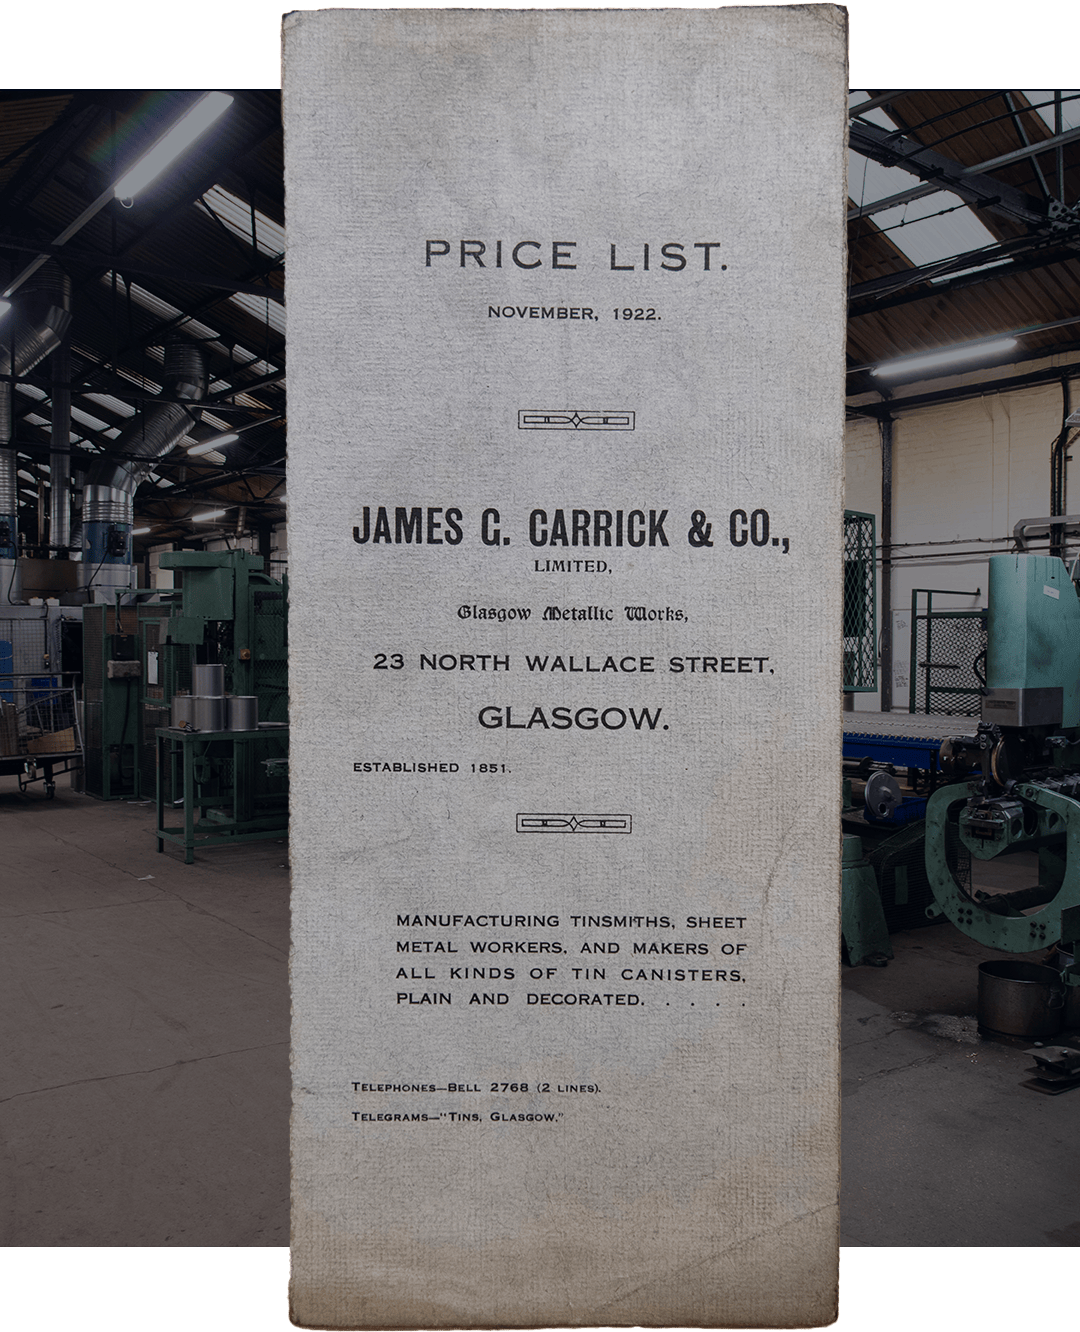 PRICE LIST.
NOVEMBER, 1922.
JAMES G. CARRICK & CO.,
LIMITED,
Glasgow Metallic Works,
23 NORTH WALLACE STREET,
GLASGOW.
ESTABLISHED 1851.
MANUFACTURING TINSMITHS, SHEET
METAL WORKERS, AND MAKERS OF
ALL KINDS OF TIN CANISTERS,
PLAIN AND DECORATED. . . . .
TELEPHONES—BELL 2768 (2 LINES).
TELEGRAMS—"TINS, GLASGOW."